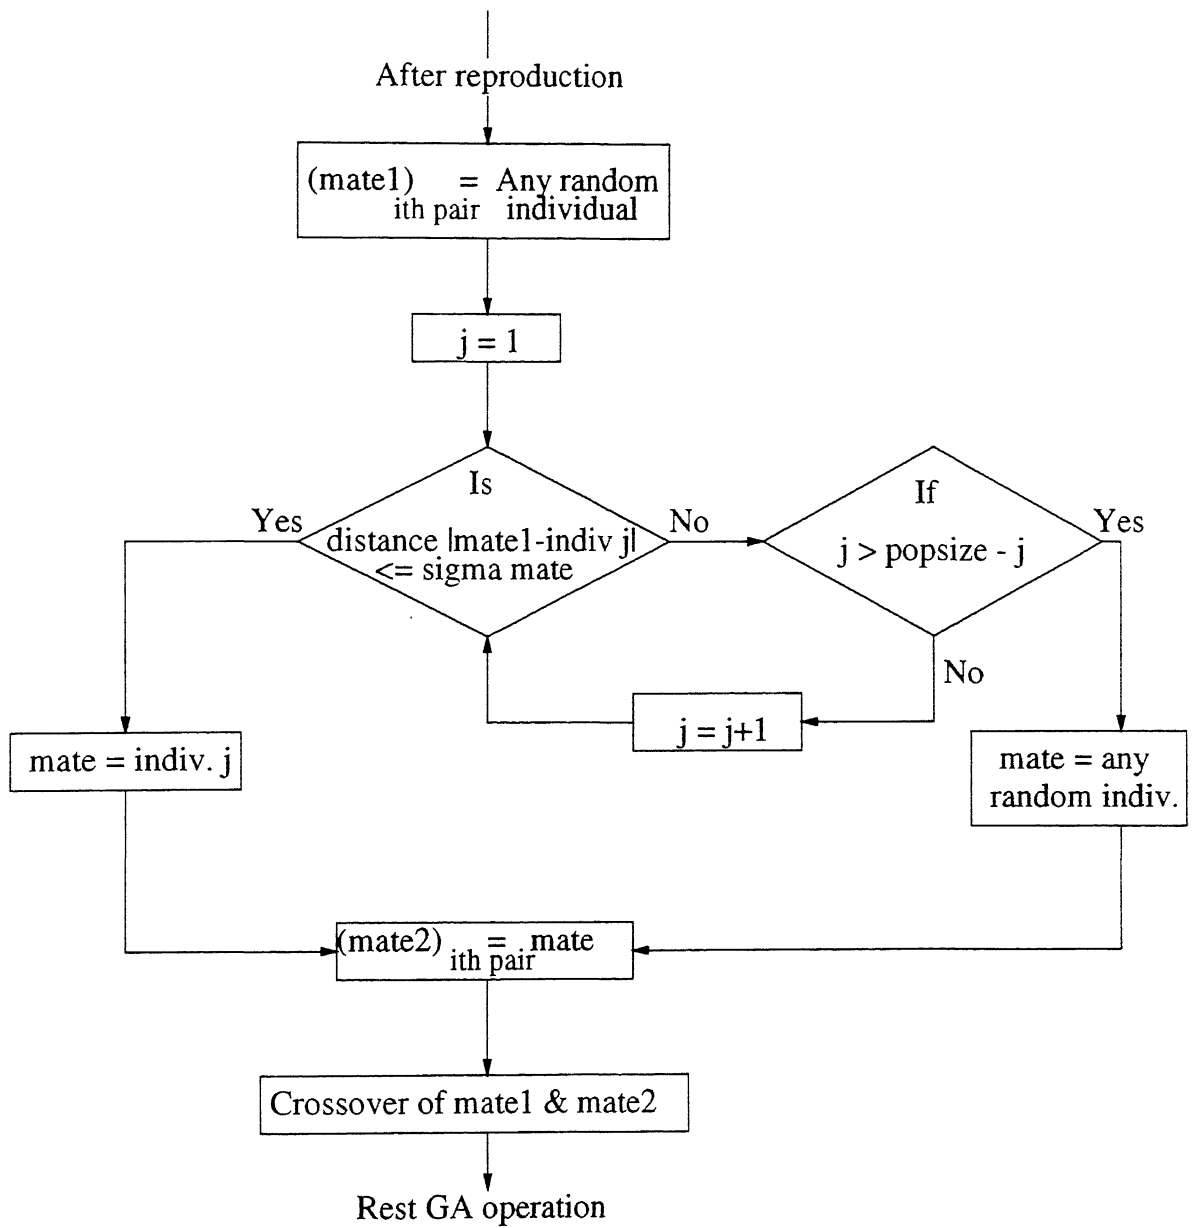 After reproduction
(mate1) = Any random
ith pair individual
j = 1
Is
distance |mate1-indiv j|
<= sigma mate
Yes
No
If
j > popsize - j
Yes
No
j = j+1
mate = indiv. j
mate = any
random indiv.
(mate2) = mate
ith pair
Crossover of mate1 & mate2
Rest GA operation